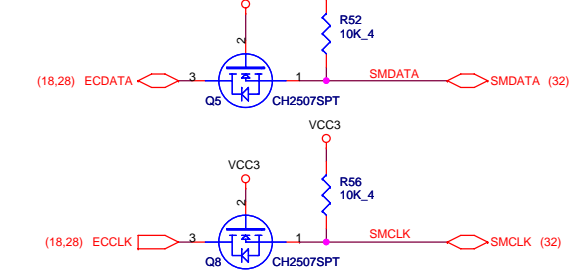 R52
10K_4
2
(18,28) ECDATA 3 1 SMDATA SMDATA (32)
Q5 CH2507SPT
VCC3
VCC3
R56
10K_4
2
(18,28) ECCLK 3 1 SMCLK SMCLK (32)
Q8 CH2507SPT